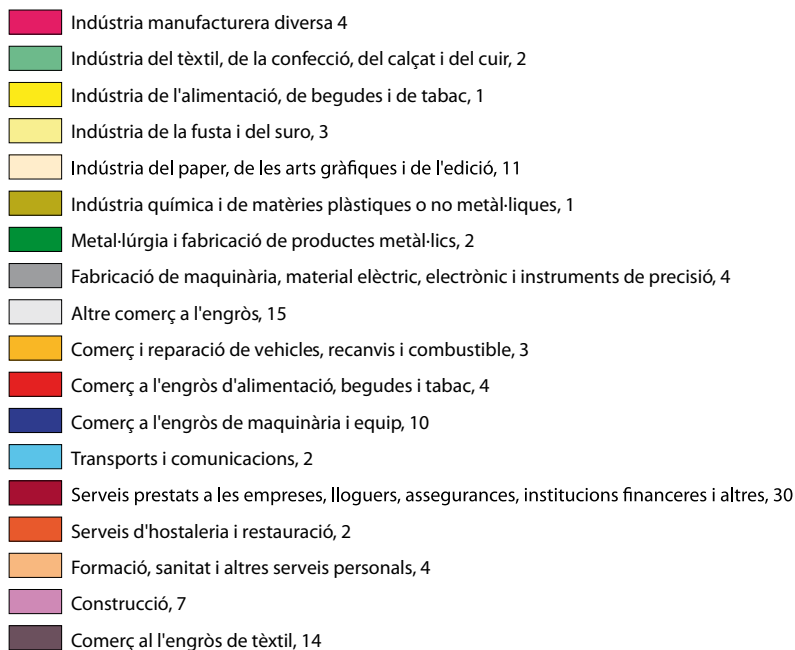 Indústria manufacturera diversa 4
Indústria del tèxtil, de la confecció, del calçat i del cuir, 2
Indústria de l'alimentació, de begudes i de tabac, 1
Indústria de la fusta i del suro, 3
Indústria del paper, de les arts gràfiques i de l'edició, 11
Indústria química i de matèries plàstiques o no metàl·liques, 1
Metal·lúrgia i fabricació de productes metàl·lics, 2
Fabricació de maquinària, material elèctric, electrònic i instruments de precisió, 4
Altre comerç a l'engròs, 15
Comerç i reparació de vehicles, recanvis i combustible, 3
Comerç a l'engròs d'alimentació, begudes i tabac, 4
Comerç a l'engròs de maquinària i equip, 10
Transports i comunicacions, 2
Serveis prestats a les empreses, lloguers, assegurances, institucions financeres i altres, 30
Serveis d'hostaleria i restauració, 2
Formació, sanitat i altres serveis personals, 4
Construcció, 7
Comerç al l'engròs de tèxtil, 14